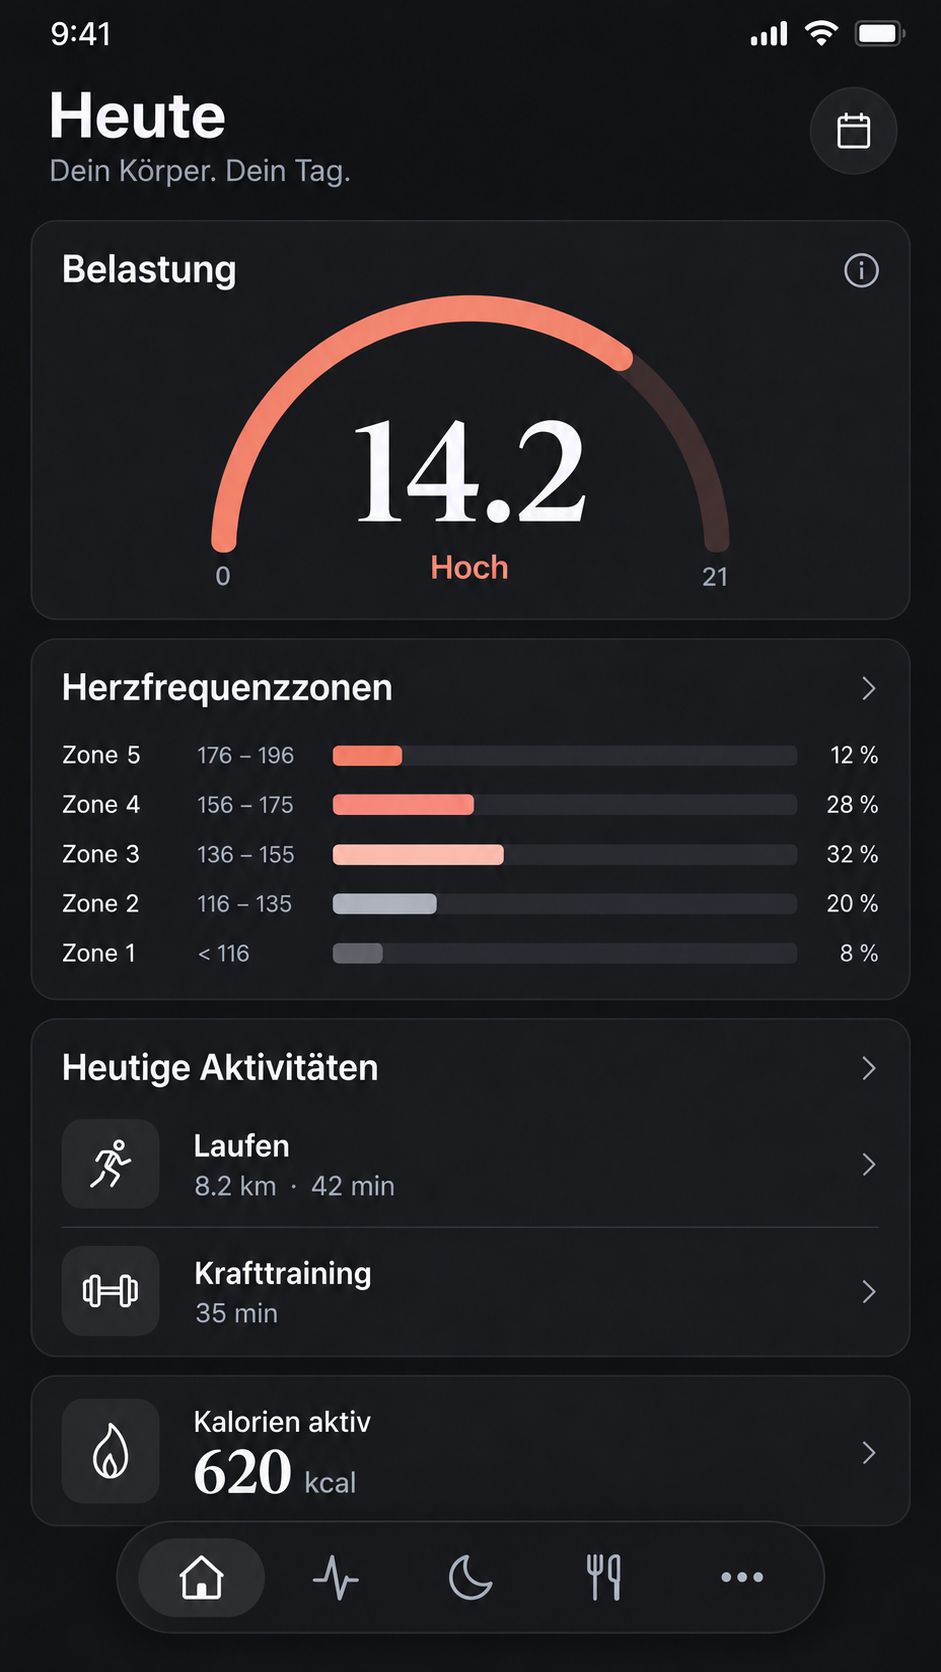 9:41
Heute
Dein Körper. Dein Tag.
Belastung
14.2
Hoch
0
21
Herzfrequenzzonen
Zone 5 176 – 196 12 %
Zone 4 156 – 175 28 %
Zone 3 136 – 155 32 %
Zone 2 116 – 135 20 %
Zone 1 < 116 8 %
Heutige Aktivitäten
Laufen
8.2 km · 42 min
Krafttraining
35 min
Kalorien aktiv
620 kcal